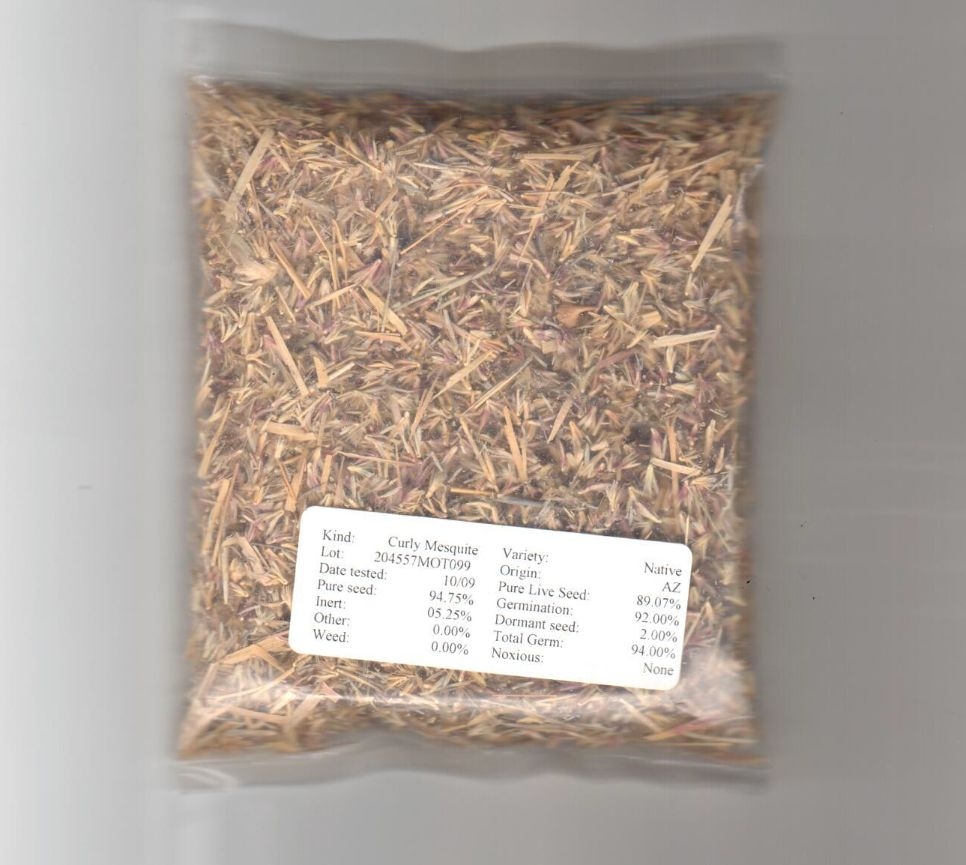 Kind: Curly Mesquite
Lot: 204557MOT099
Date tested: 10/09
Pure seed: 94.75%
Inert: 05.25%
Other: 0.00%
Weed: 0.00%
Variety: Native
Origin: AZ
Pure Live Seed: 89.07%
Germination: 92.00%
Dormant seed: 2.00%
Total Germ: 94.00%
Noxious: None